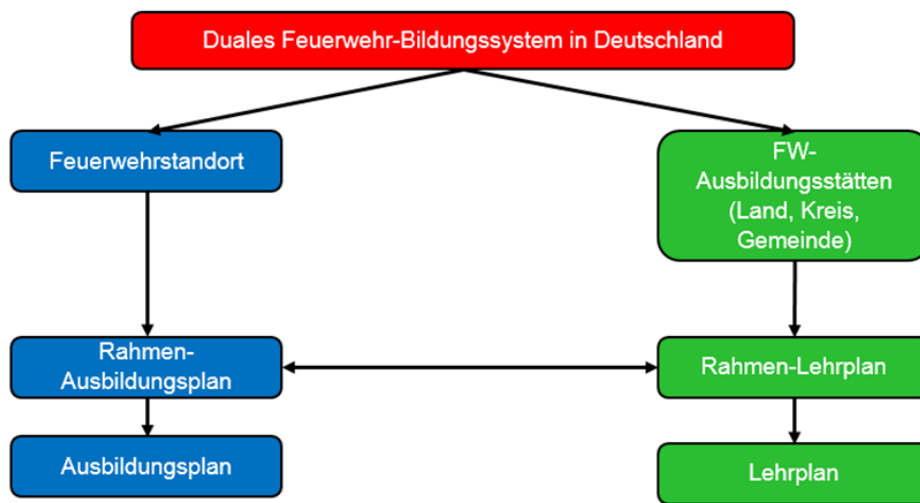 Duales Feuerwehr-Bildungssystem in Deutschland
Feuerwehrstandort
FW-
Ausbildungsstätten
(Land, Kreis,
Gemeinde)
Rahmen-
Ausbildungsplan
Rahmen-Lehrplan
Ausbildungsplan
Lehrplan